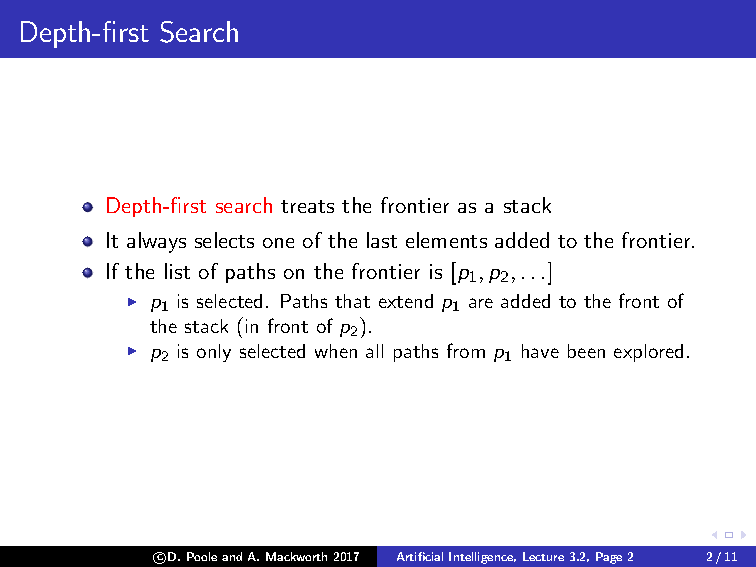 Depth-first Search
Depth-first search treats the frontier as a stack
It always selects one of the last elements added to the frontier.
If the list of paths on the frontier is [p₁, p₂, . . .]
p₁ is selected. Paths that extend p₁ are added to the front of
the stack (in front of p₂).
p₂ is only selected when all paths from p₁ have been explored.
©D. Poole and A. Mackworth 2017 Artificial Intelligence, Lecture 3.2, Page 2 2 / 11